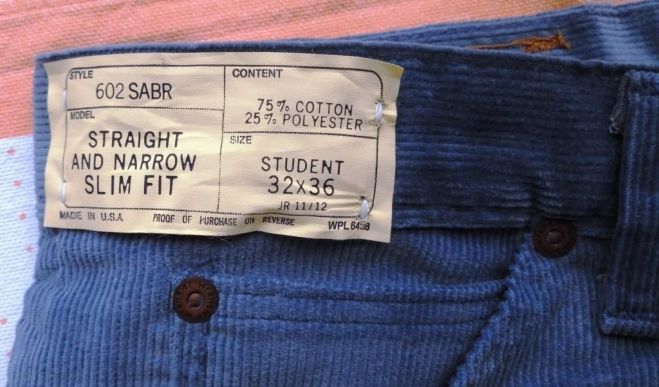 STYLE
602 SABR
MODEL
STRAIGHT
AND NARROW
SLIM FIT
CONTENT
75% COTTON
25% POLYESTER
SIZE
STUDENT
32X36
JR 11/12
MADE IN U.S.A. PROOF OF PURCHASE ON REVERSE WPL